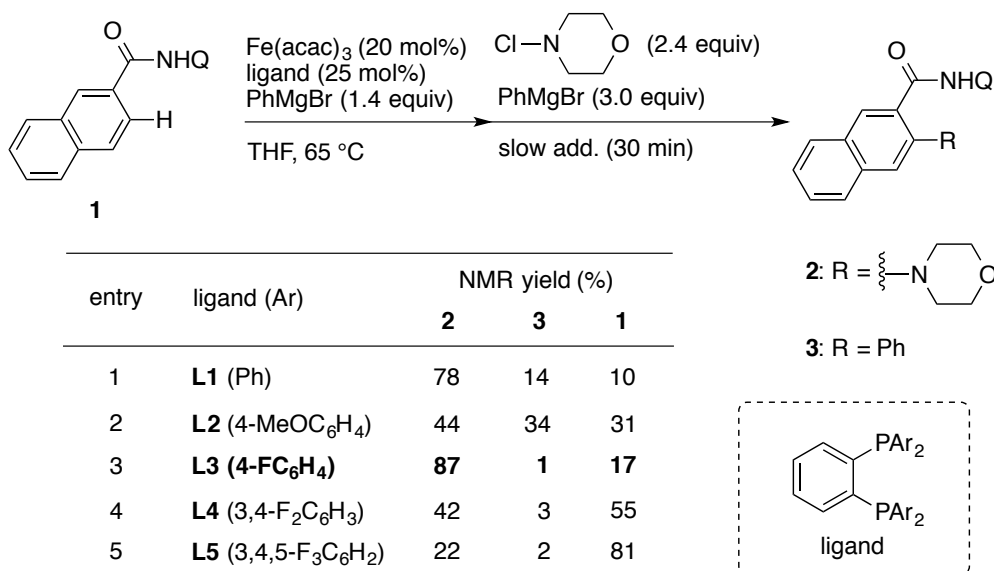 O
NHQ
H
1
Fe(acac)3 (20 mol%)
ligand (25 mol%)
PhMgBr (1.4 equiv)
THF, 65 °C
Cl N O (2.4 equiv)
PhMgBr (3.0 equiv)
slow add. (30 min)
O
NHQ
R
2: R = N O
3: R = Ph
entry ligand (Ar) NMR yield (%)
2 3 1
1 L1 (Ph) 78 14 10
2 L2 (4-MeOC6H4) 44 34 31
3 L3 (4-FC6H4) 87 1 17
4 L4 (3,4-F2C6H3) 42 3 55
5 L5 (3,4,5-F3C6H2) 22 2 81
PAr2
PAr2
ligand